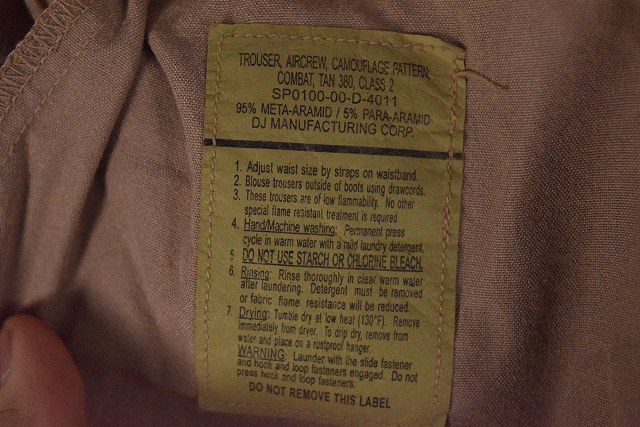 TROUSER, AIRCREW, CAMOUFLAGE PATTERN:
COMBAT, TAN 380, CLASS 2
SP0100-00-D-4011
95% META-ARAMID / 5% PARA-ARAMID
DJ MANUFACTURING CORP.
1. Adjust waist size by straps on waistband.
2. Blouse trousers outside of boots using drawcords.
3. These trousers are of low flammability. No other
special flame resistant treatment is required.
4. Hand/Machine washing: Permanent press
cycle in warm water with a mild laundry detergent.
5. DO NOT USE STARCH OR CHLORINE BLEACH.
6. Rinsing: Rinse thoroughly in clear warm water
after laundering. Detergent must be removed
or fabric flame resistance will be reduced.
7. Drying: Tumble dry at low heat (130°F). Remove
immediately from dryer. To drip dry, remove from
water and place on a rustproof hanger.
WARNING: Launder with the slide fastener
and hook and loop fasteners engaged. Do not
press hook and loop fasteners.
DO NOT REMOVE THIS LABEL